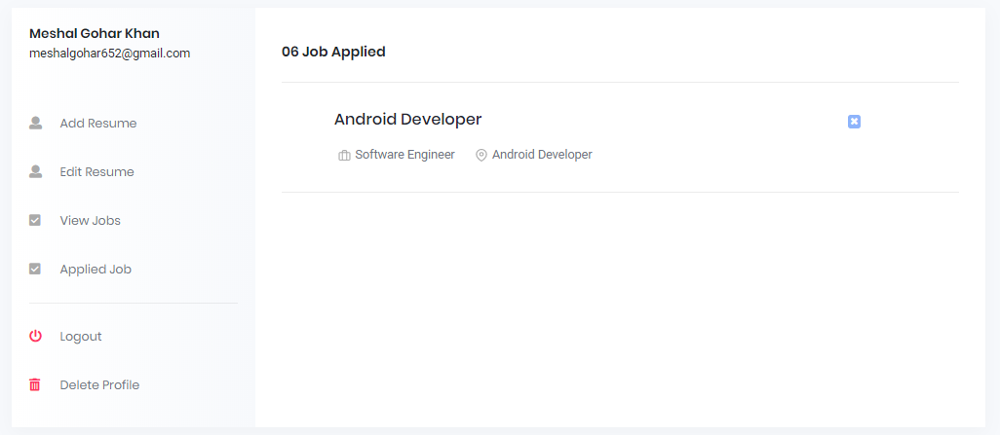 Meshal Gohar Khan
meshalgohar652@gmail.com
Add Resume
Edit Resume
View Jobs
Applied Job
Logout
Delete Profile
06 Job Applied
Android Developer
Software Engineer Android Developer